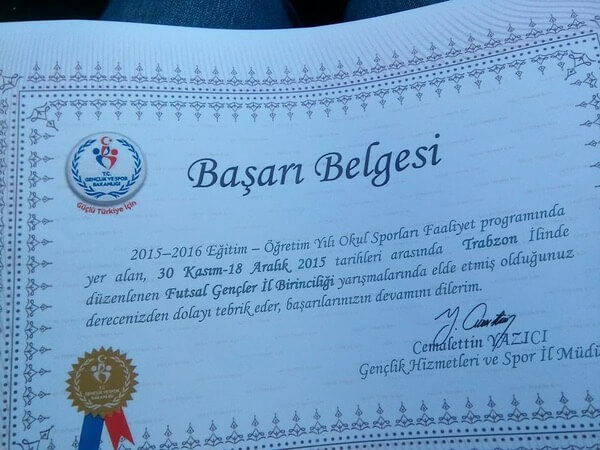 T.C.
GENÇLİK VE SPOR
BAKANLIĞI
Güçlü Türkiye İçin
Başarı Belgesi
2015–2016 Eğitim – Öğretim Yılı Okul Sporları Faaliyet programında
yer alan, 30 Kasım-18 Aralık 2015 tarihleri arasında Trabzon İlinde
düzenlenen Futsal Gençler İl Birinciliği yarışmalarında elde etmiş olduğunuz
derecenizden dolayı tebrik eder, başarılarınızın devamını dilerim.
Cemalettin YAZICI
Gençlik Hizmetleri ve Spor İl Müdü